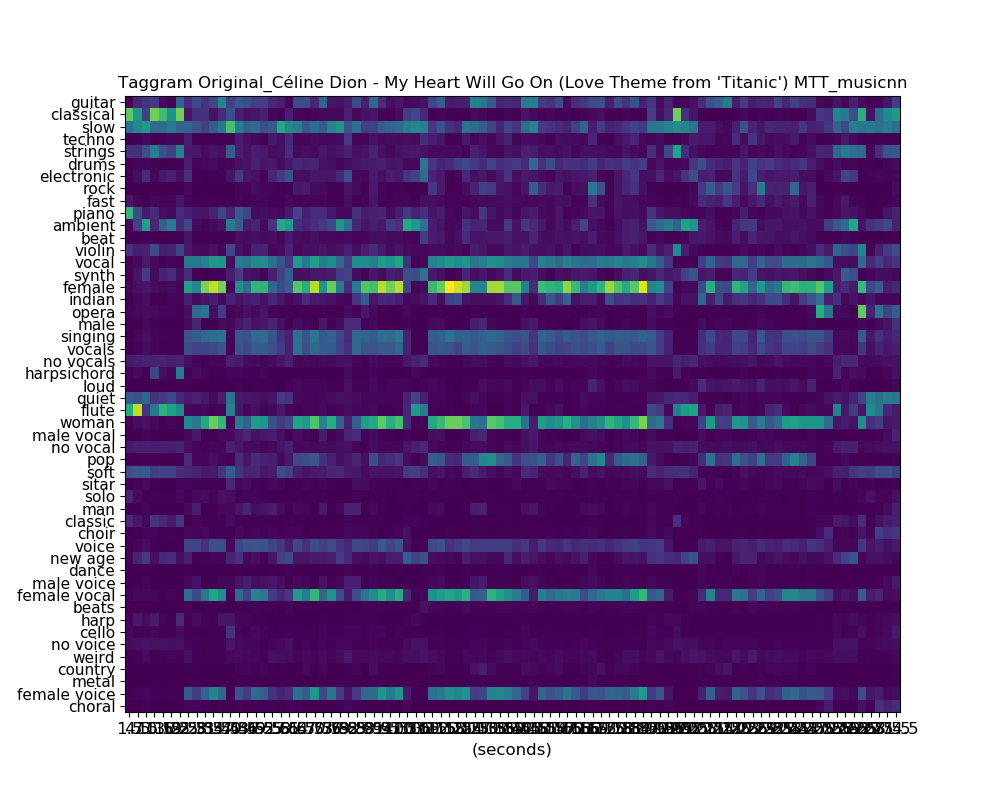 Taggram Original_Céline Dion - My Heart Will Go On (Love Theme from 'Titanic') MTT_musicnn
guitar
classical
slow
techno
strings
drums
electronic
rock
fast
piano
ambient
beat
violin
vocal
synth
female
indian
opera
male
singing
vocals
no vocals
harpsichord
loud
quiet
flute
woman
male vocal
no vocal
pop
soft
sitar
solo
man
classic
choir
voice
new age
dance
male voice
female vocal
beats
harp
cello
no voice
weird
country
metal
female voice
choral
(seconds)